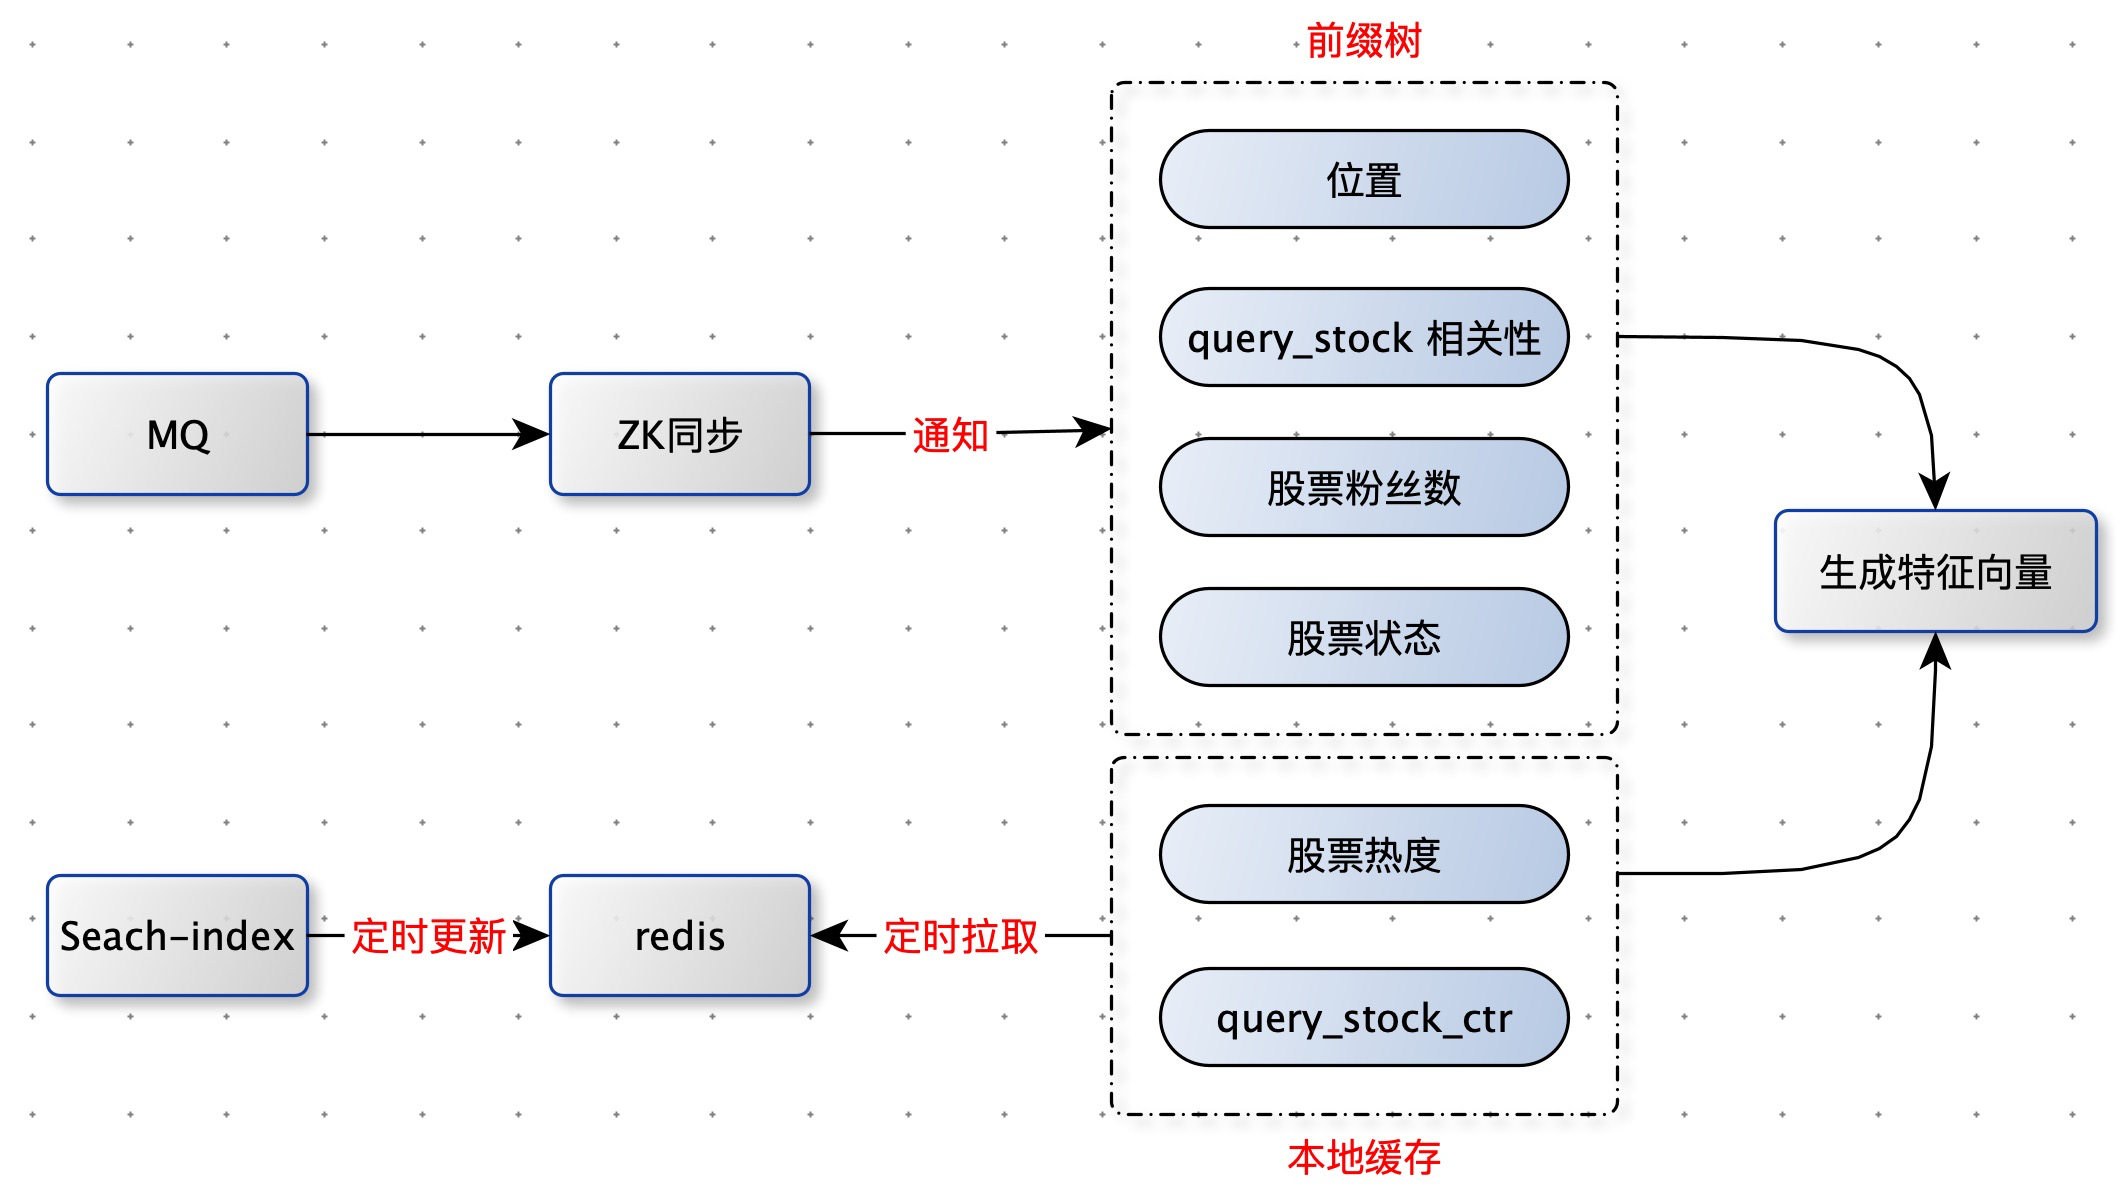 前缀树
位置
query_stock 相关性
MQ
ZK同步
通知
股票粉丝数
生成特征向量
股票状态
股票热度
Seach-index
定时更新
redis
定时拉取
query_stock_ctr
本地缓存